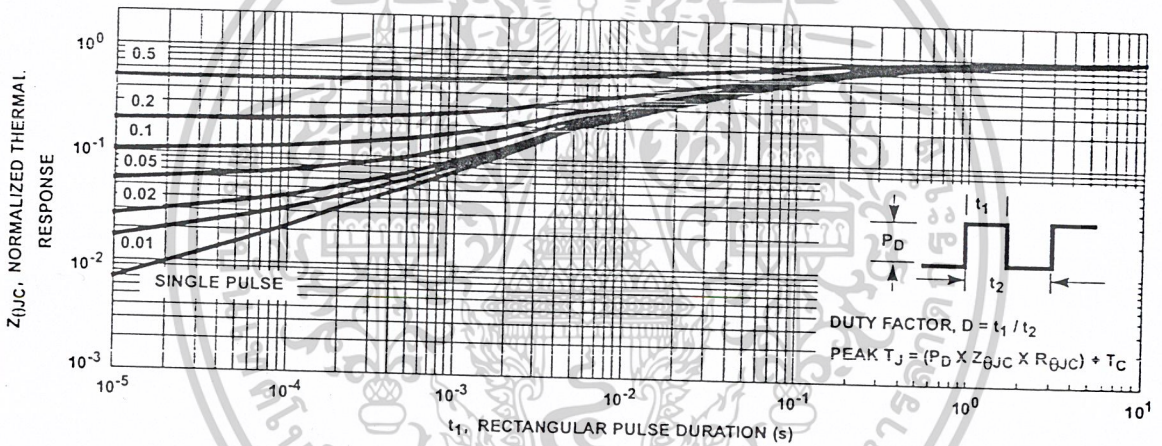 Z_θJC, NORMALIZED THERMAL
RESPONSE
10^0
10^-1
10^-2
10^-3
0.5
0.2
0.1
0.05
0.02
0.01
SINGLE PULSE
t_1
P_D
t_2
DUTY FACTOR, D = t_1 / t_2
PEAK T_J = (P_D X Z_θJC X R_θJC) + T_C
10^-5
10^-4
10^-3
10^-2
10^-1
10^0
10^1
t_1, RECTANGULAR PULSE DURATION (s)